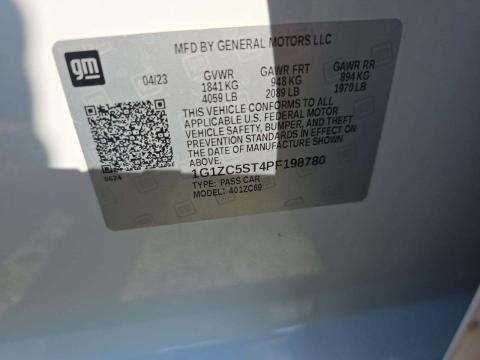 gm
MFD BY GENERAL MOTORS LLC
04/23 GVWR GAWR FRT GAWR RR
1841 KG 948 KG 894 KG
4059 LB 2089 LB 1970 LB
THIS VEHICLE CONFORMS TO ALL
APPLICABLE U.S. FEDERAL MOTOR
VEHICLE SAFETY, BUMPER, AND THEFT
PREVENTION STANDARDS IN EFFECT ON THE
DATE OF MANUFACTURE SHOWN ABOVE.
1G1ZC5ST4PF198780
TYPE: PASS CAR
MODEL: 401ZC69